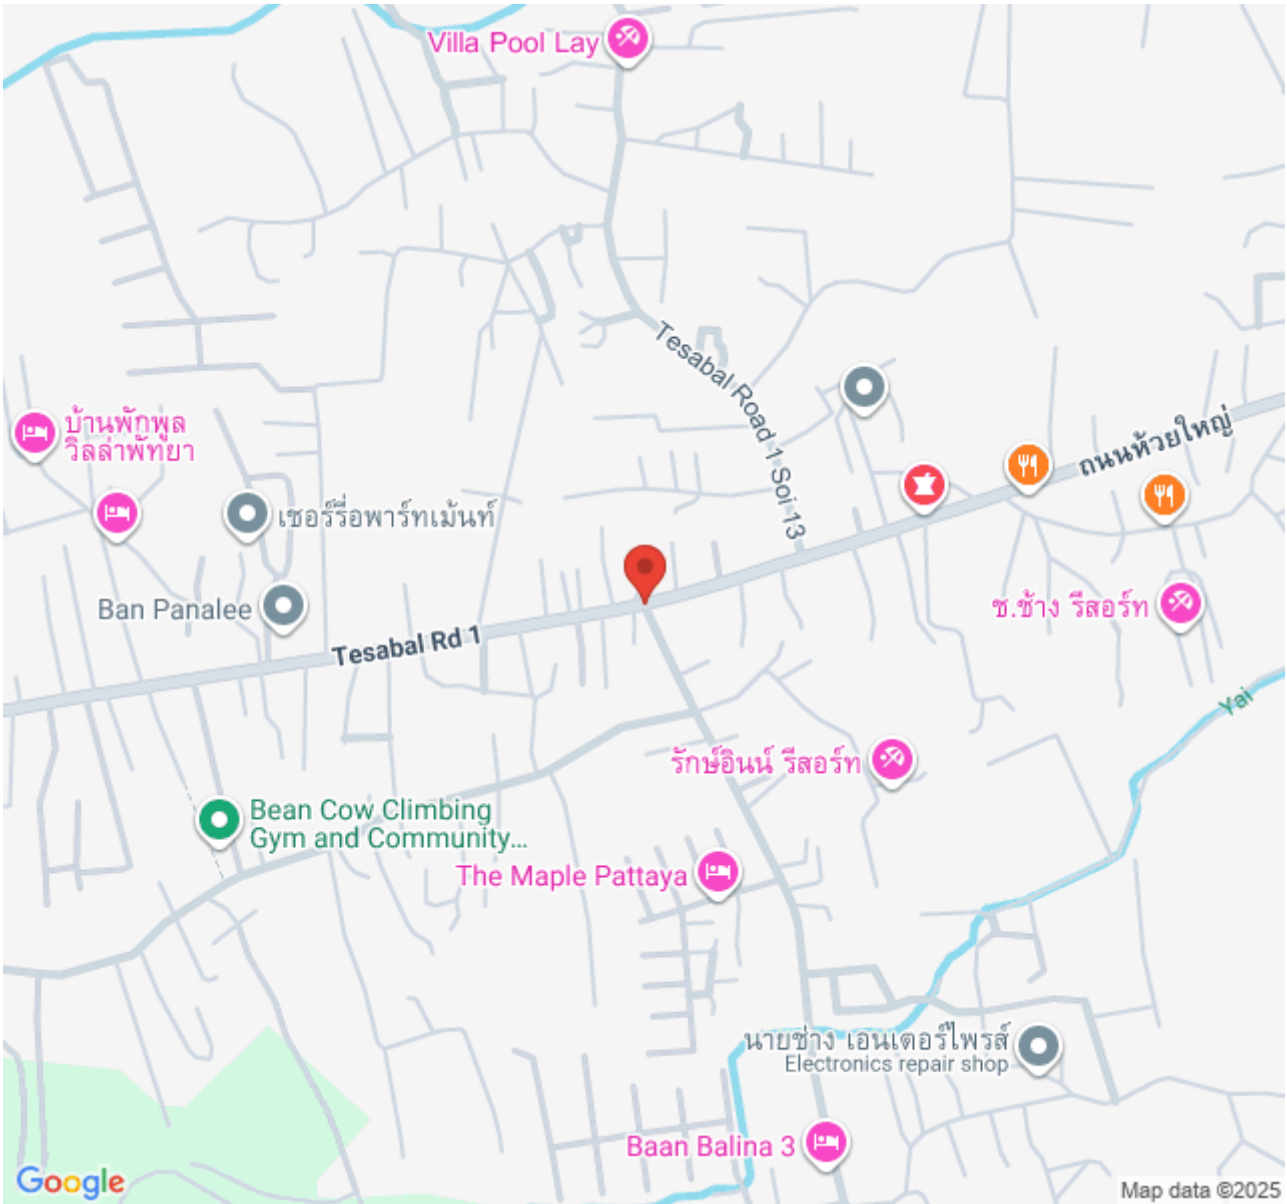 Villa Pool Lay
Tesabal Road 1 Soi 13
ถนนห้วยใหญ่
บ้านพักพูล
วิลล่าพัทยา
เชอร์รี่อพาร์ทเม้นท์
Ban Panalee
ช.ช้าง รีสอร์ท
Tesabal Rd 1
Yai
รักษ์อินน์ รีสอร์ท
Bean Cow Climbing
Gym and Community...
The Maple Pattaya
นายช่าง เอนเตอร์ไพรส์
Electronics repair shop
Baan Balina 3
Google
Map data ©2025